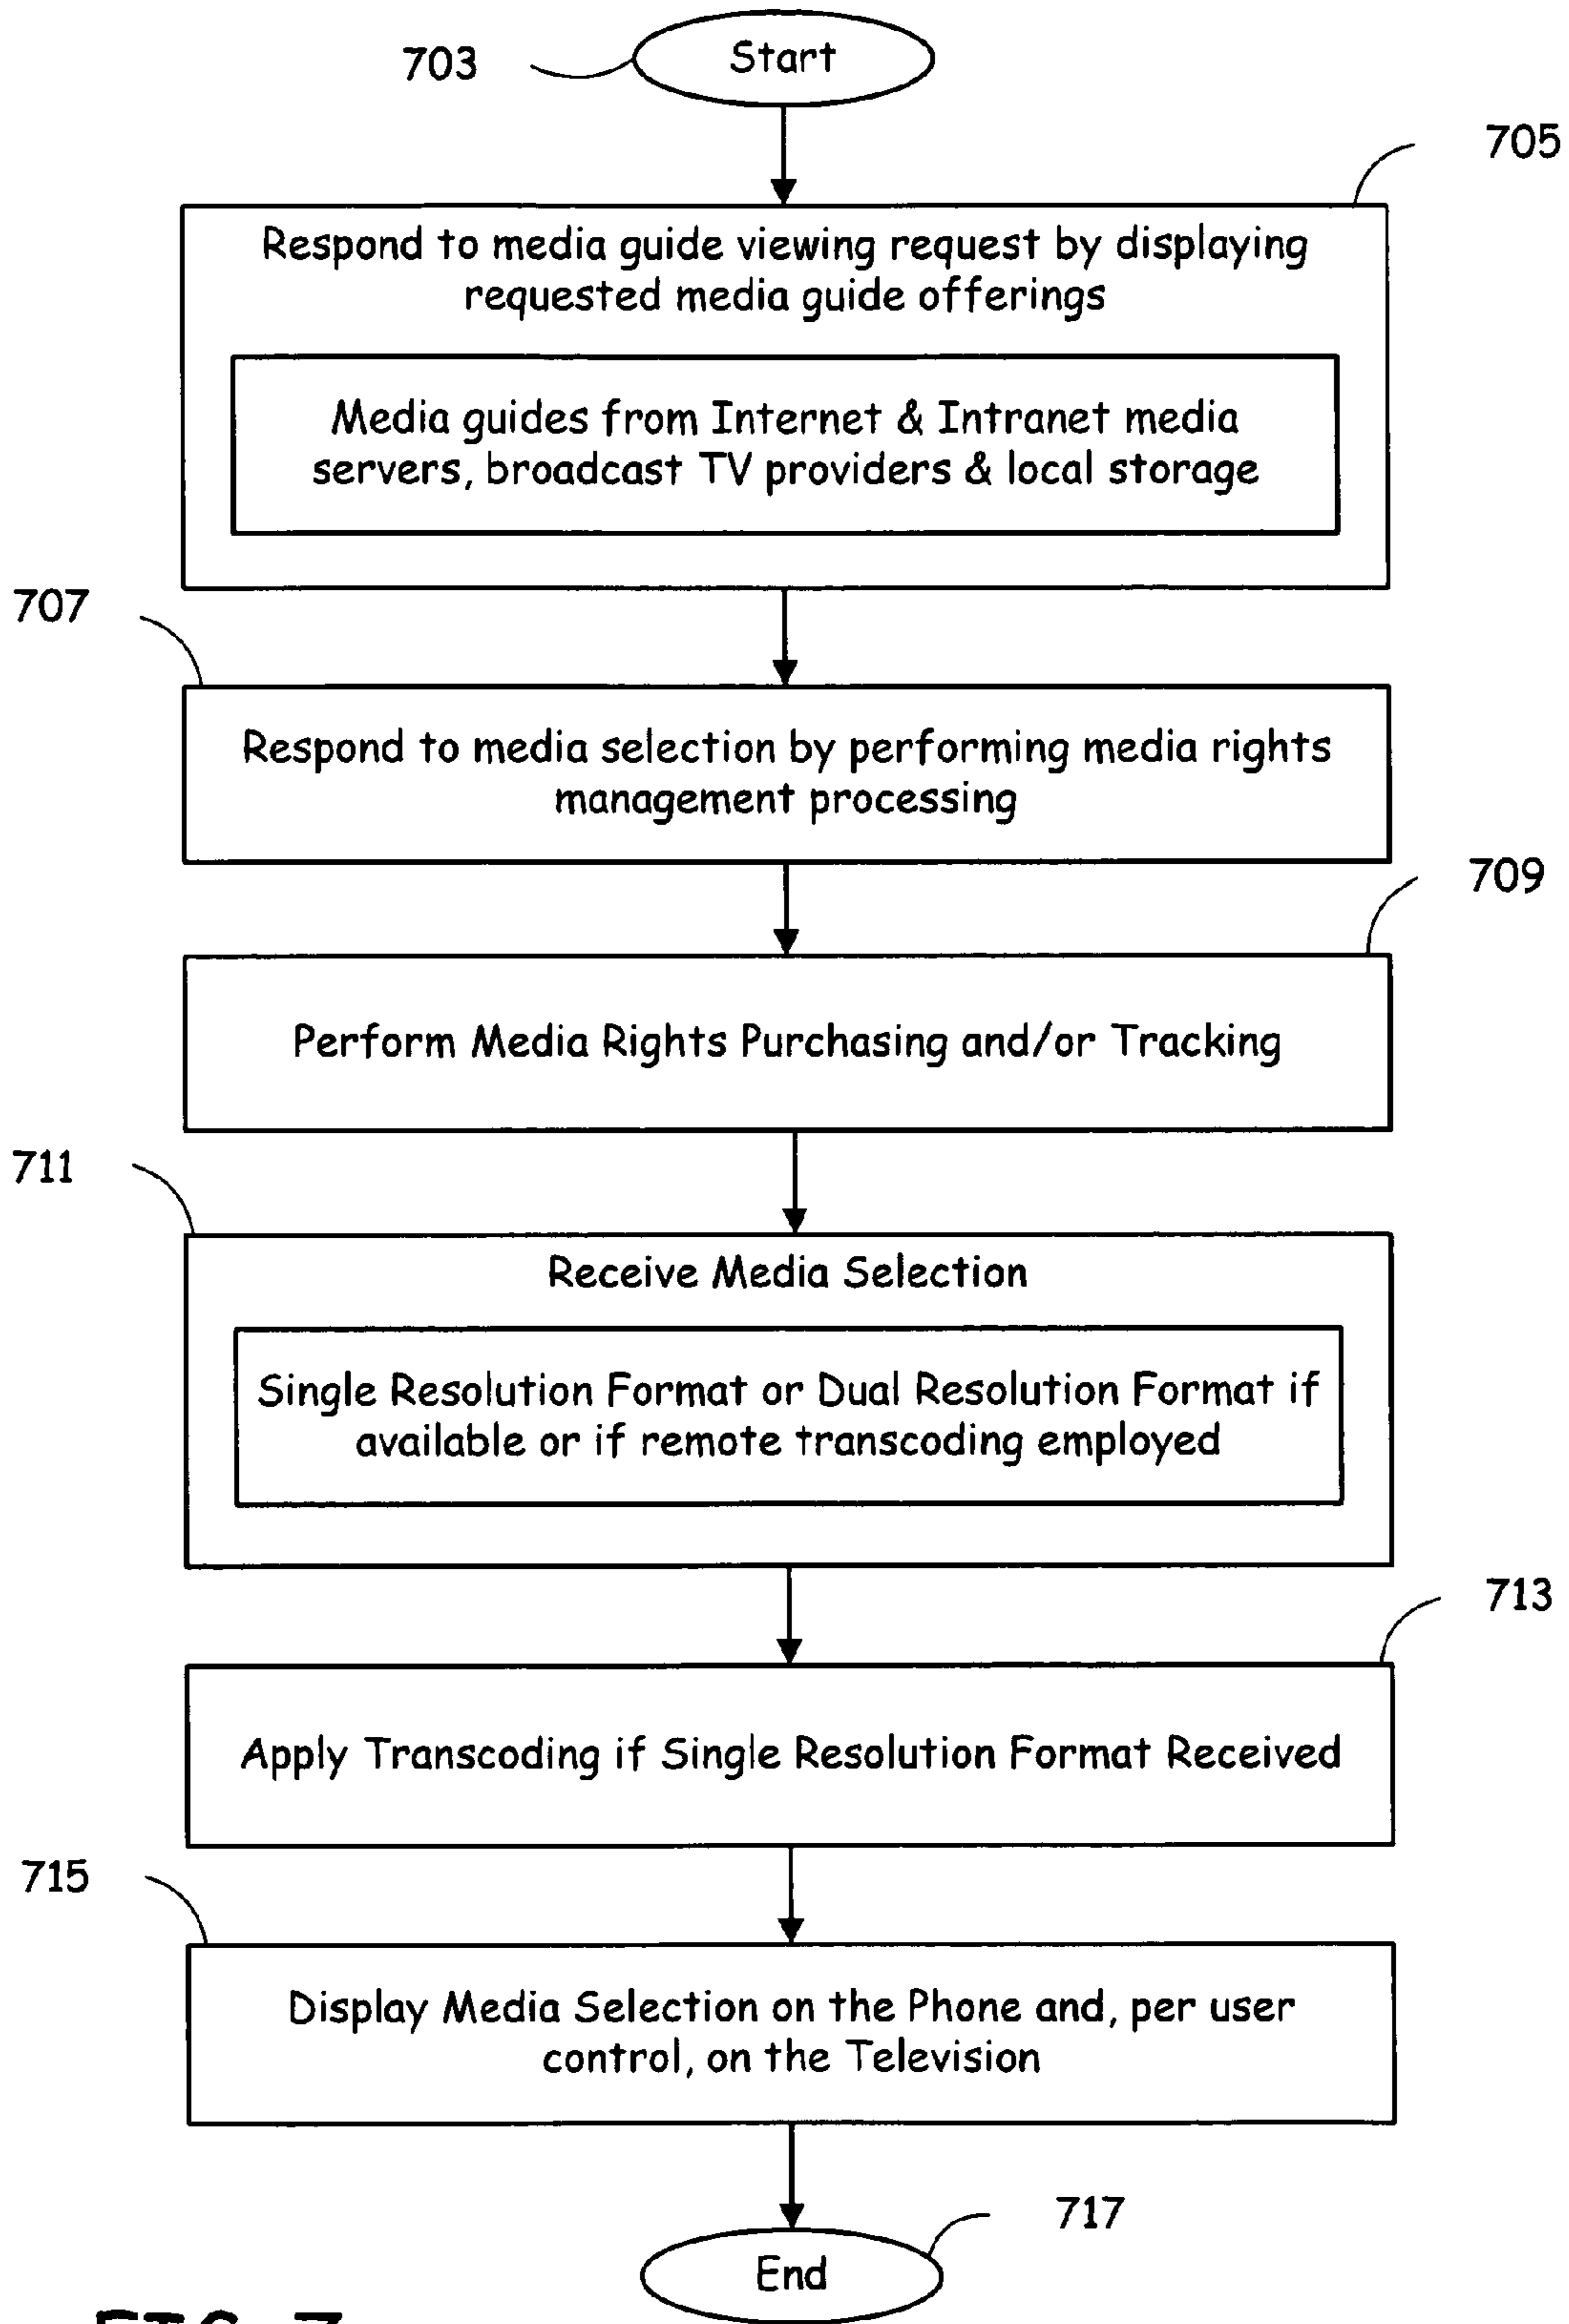 703
Start
705
Respond to media guide viewing request by displaying
requested media guide offerings
Media guides from Internet & Intranet media
servers, broadcast TV providers & local storage
707
Respond to media selection by performing media rights
management processing
709
Perform Media Rights Purchasing and/or Tracking
711
Receive Media Selection
Single Resolution Format or Dual Resolution Format if
available or if remote transcoding employed
713
Apply Transcoding if Single Resolution Format Received
715
Display Media Selection on the Phone and, per user
control, on the Television
717
End